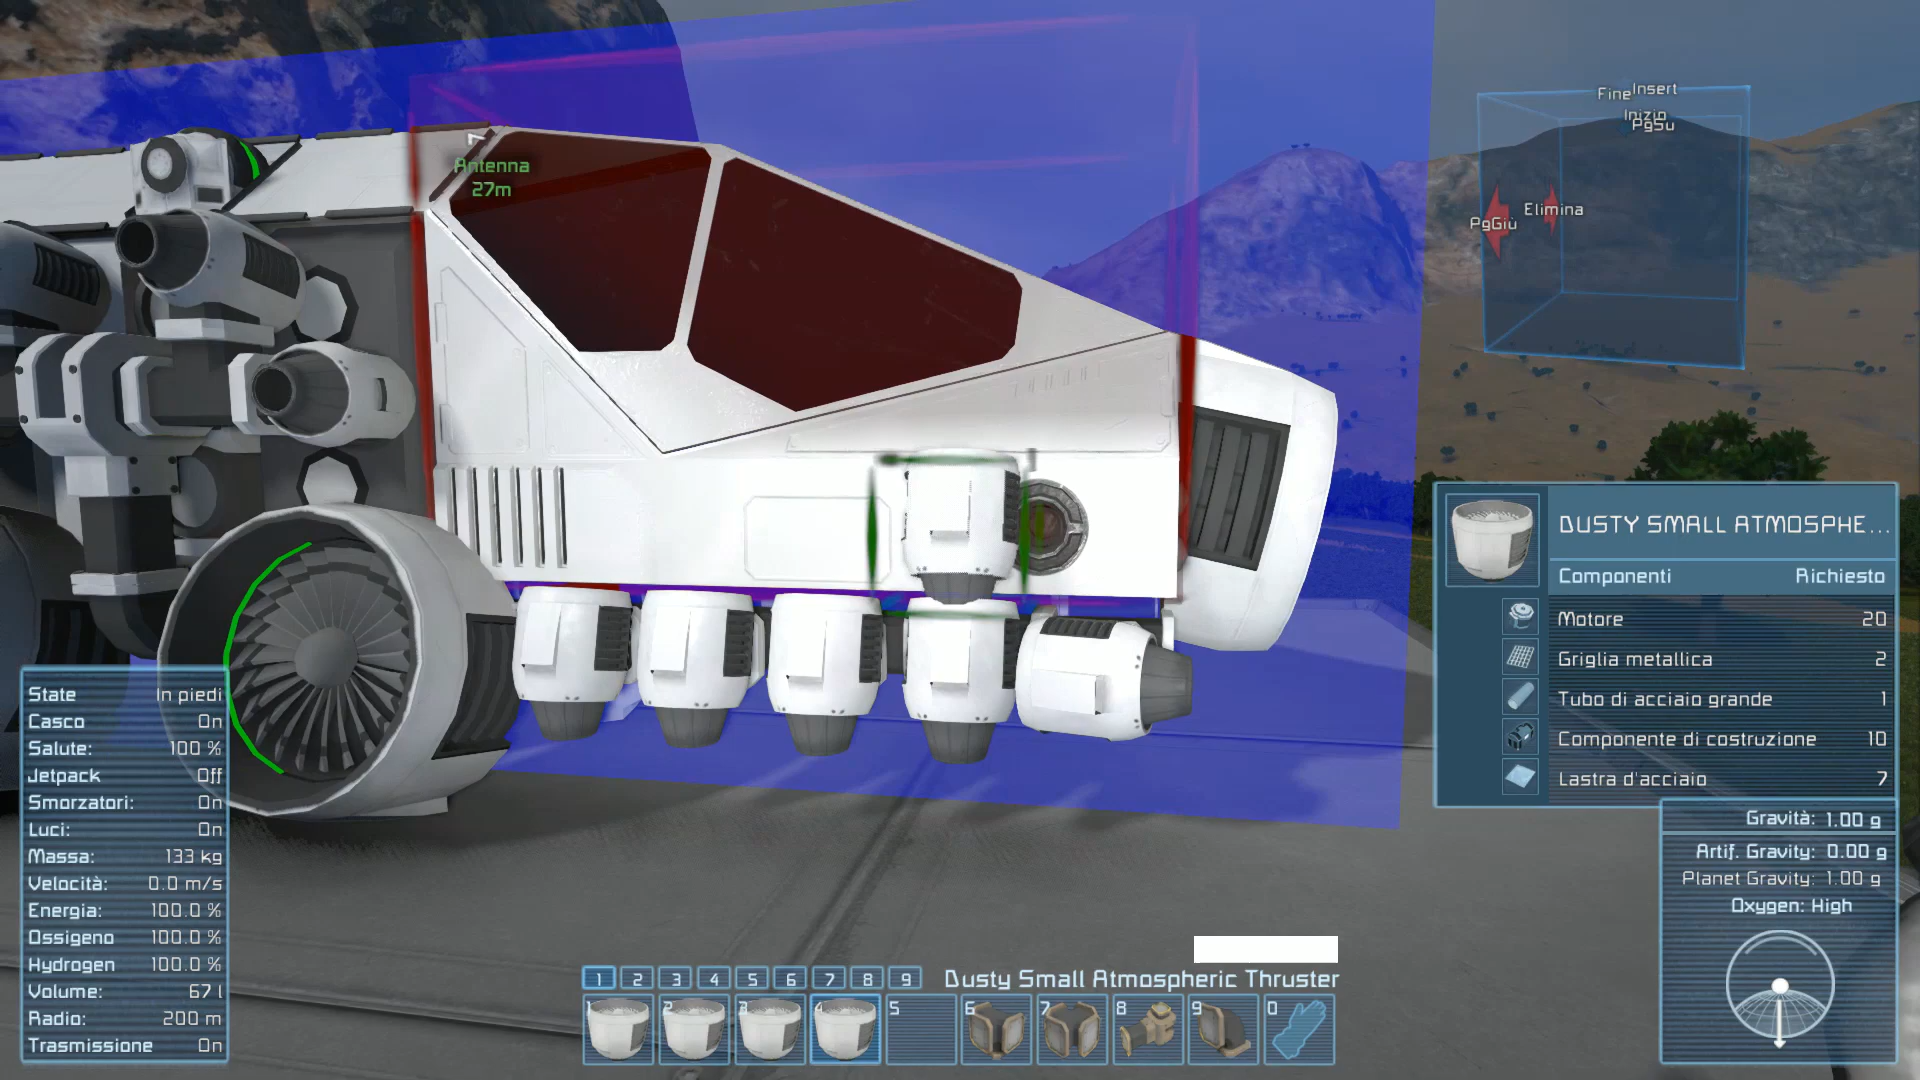 Antenna
27m
Fine
Insert
Inizio
PgSu
Elimina
PgGiù
DUSTY SMALL ATMOSPHE...
Componenti Richiesto
Motore 20
Griglia metallica 2
Tubo di acciaio grande 1
Componente di costruzione 10
Lastra d'acciaio 7
State In piedi
Casco On
Salute: 100 %
Jetpack Off
Smorzatori: On
Luci: On
Massa: 133 kg
Velocità: 0.0 m/s
Energia: 100.0 %
Ossigeno 100.0 %
Hydrogen 100.0 %
Volume: 67 l
Radio: 200 m
Trasmissione On
Gravità: 1.00 g
Artif. Gravity: 0.00 g
Planet Gravity: 1.00 g
Oxygen: High
1 2 3 4 5 6 7 8 9
Dusty Small Atmospheric Thruster
1 2 3 4 5 6 7 8 9 0